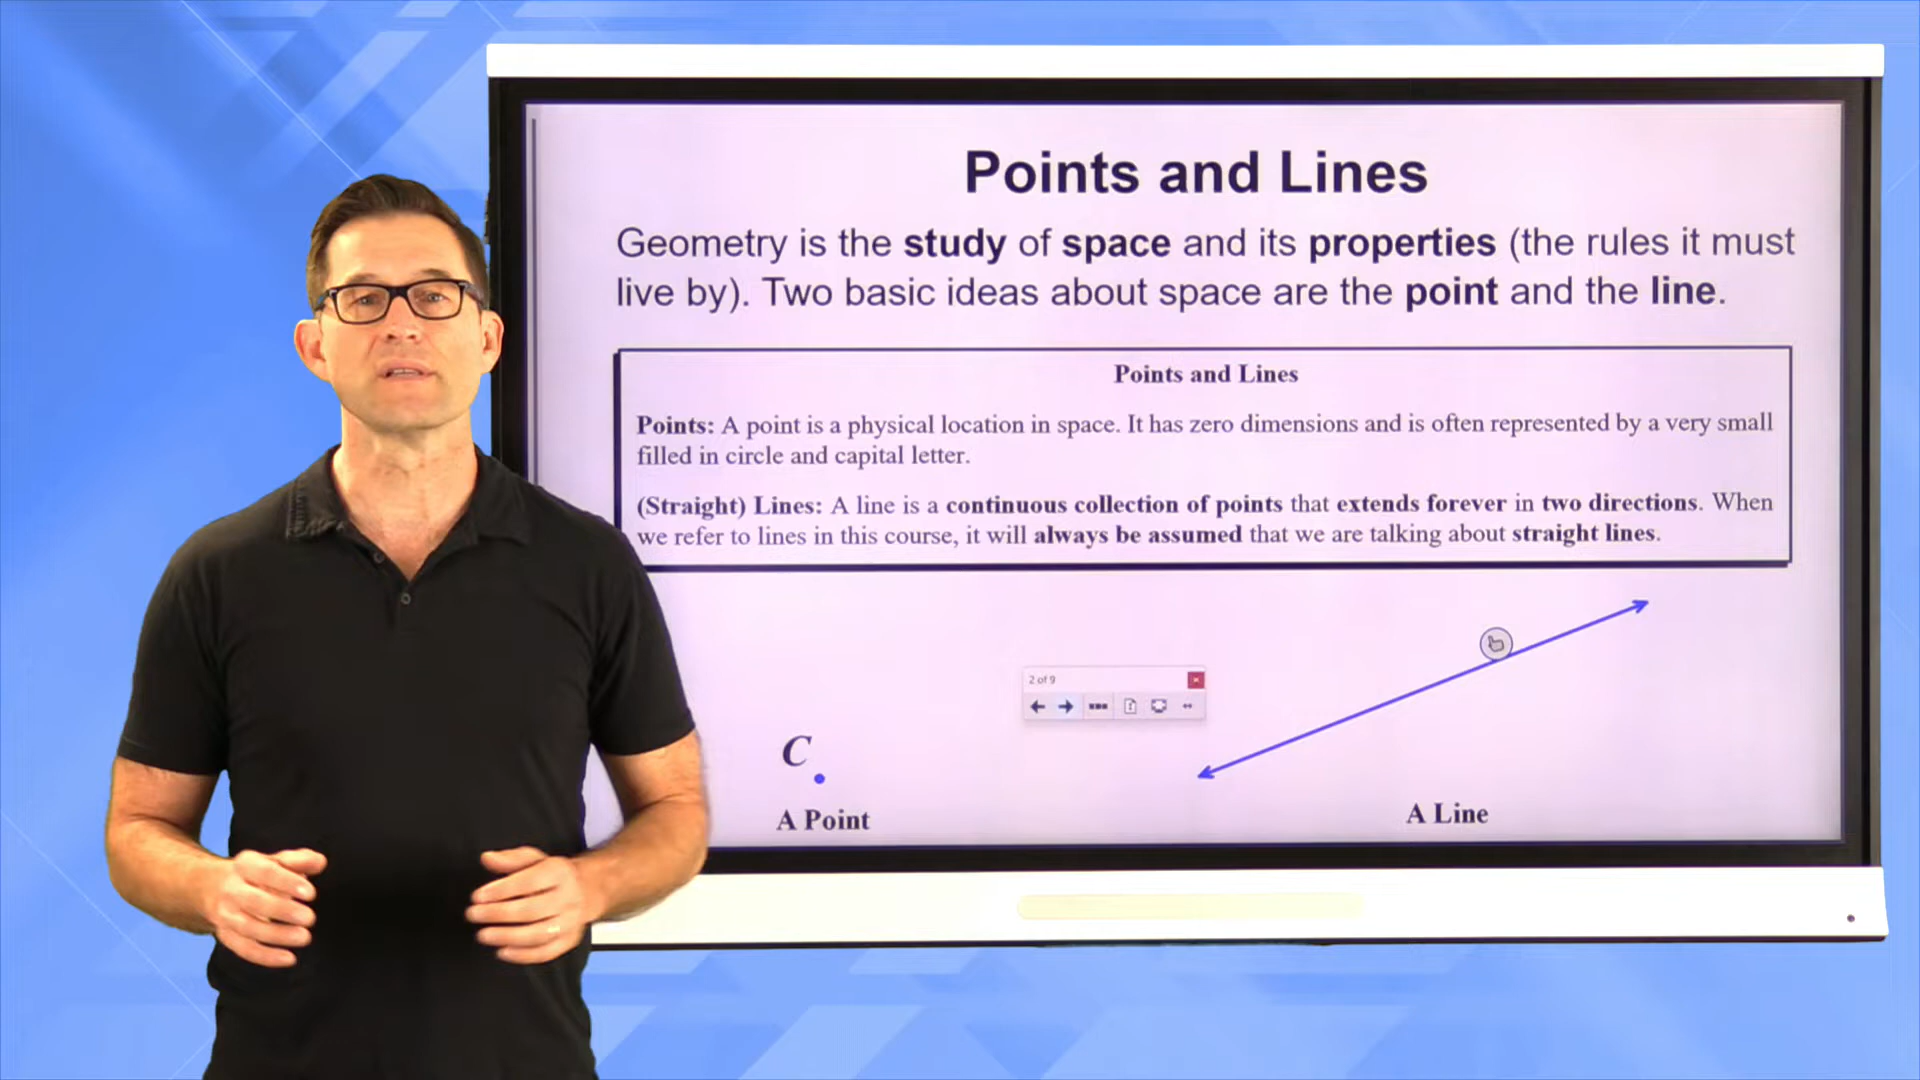 Points and Lines
Geometry is the study of space and its properties (the rules it must
live by). Two basic ideas about space are the point and the line.
Points and Lines
Points: A point is a physical location in space. It has zero dimensions and is often represented by a very small
filled in circle and capital letter.
(Straight) Lines: A line is a continuous collection of points that extends forever in two directions. When
we refer to lines in this course, it will always be assumed that we are talking about straight lines.
2 of 9
C
A Point
A Line